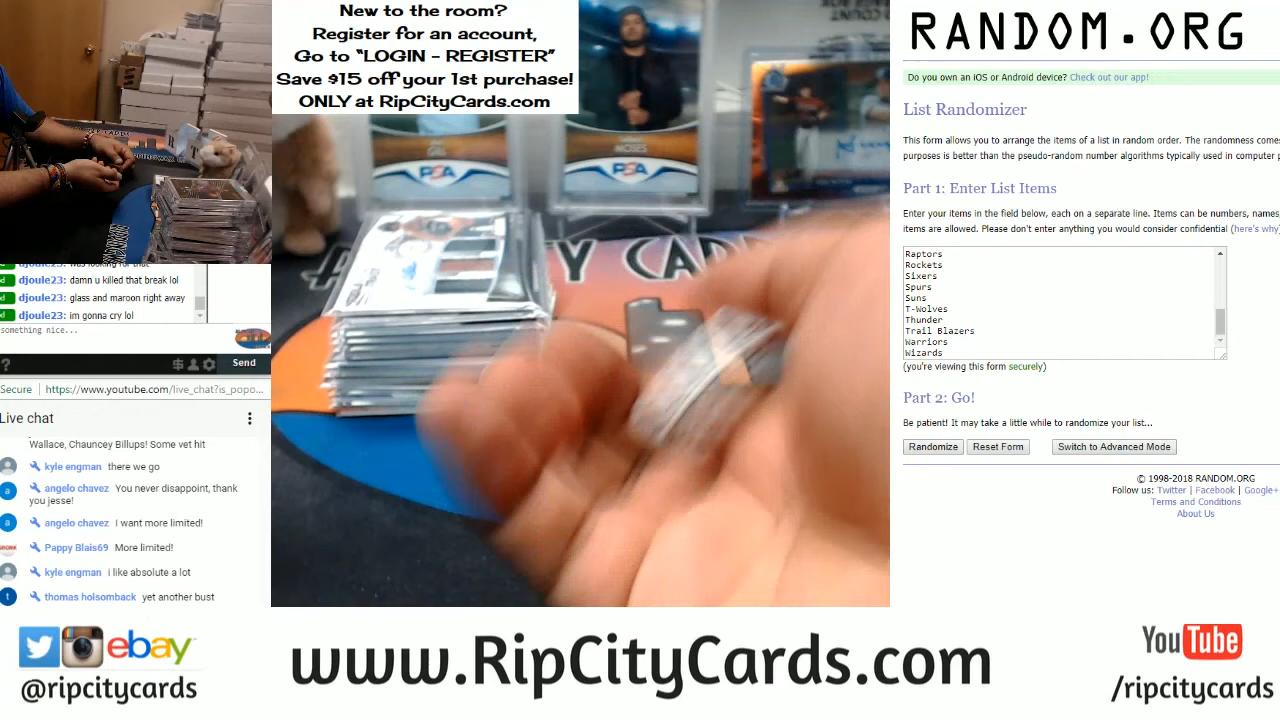 New to the room?
Register for an account,
Go to “LOGIN - REGISTER”
Save $15 off your 1st purchase!
ONLY at RipCityCards.com
PSA
MOSES
PSA
djoule23: was looking for that
djoule23: damn u killed that break lol
djoule23: glass and maroon right away
djoule23: im gonna cry lol
something nice...
? $ Send
Secure https://www.youtube.com/live_chat?is_popo...
Live chat
Wallace, Chauncey Billups! Some vet hit
kyle engman there we go
a angelo chavez You never disappoint, thank
you jesse!
a angelo chavez I want more limited!
Pappy Blais69 More limited!
kyle engman i like absolute a lot
t thomas holsomback yet another bust
RANDOM.ORG
Do you own an iOS or Android device? Check out our app!
List Randomizer
This form allows you to arrange the items of a list in random order. The randomness comes
purposes is better than the pseudo-random number algorithms typically used in computer p
Part 1: Enter List Items
Enter your items in the field below, each on a separate line. Items can be numbers, names
items are allowed. Please don't enter anything you would consider confidential (here's why)
Raptors
Rockets
Sixers
Spurs
Suns
T-Wolves
Thunder
Trail Blazers
Warriors
Wizards
(you're viewing this form securely)
Part 2: Go!
Be patient! It may take a little while to randomize your list...
Randomize Reset Form Switch to Advanced Mode
© 1998-2018 RANDOM.ORG
Follow us: Twitter | Facebook | Google+
Terms and Conditions
About Us
ebay
@ripcitycards
www.RipCityCards.com
YouTube
/ripcitycards